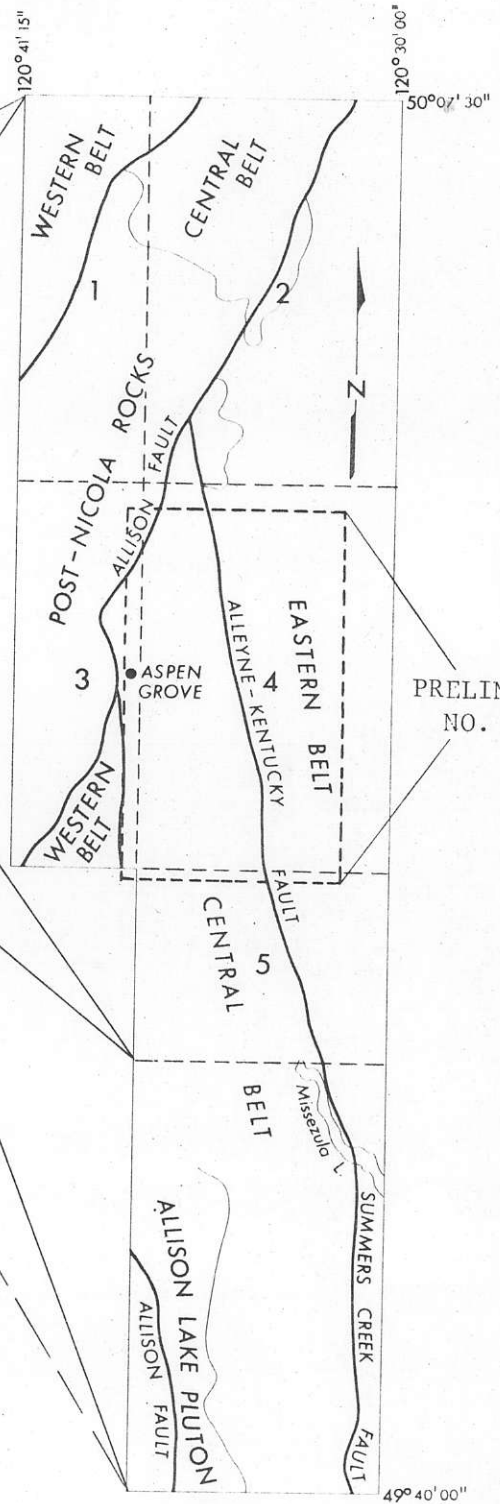 120° 41' 15"
120° 30' 00"
50° 07' 30"
WESTERN
BELT
CENTRAL
BELT
1
2
N
POST-NICOLA ROCKS
ALLISON FAULT
3
ASPEN
GROVE
4
EASTERN BELT
ALLEYNE-KENTUCKY
FAULT
PRELIM
NO.
WESTERN
BELT
CENTRAL
5
BELT
Missezula L
ALLISON LAKE PLUTON
ALLISON FAULT
SUMMERS CREEK
FAULT
49° 40' 00"